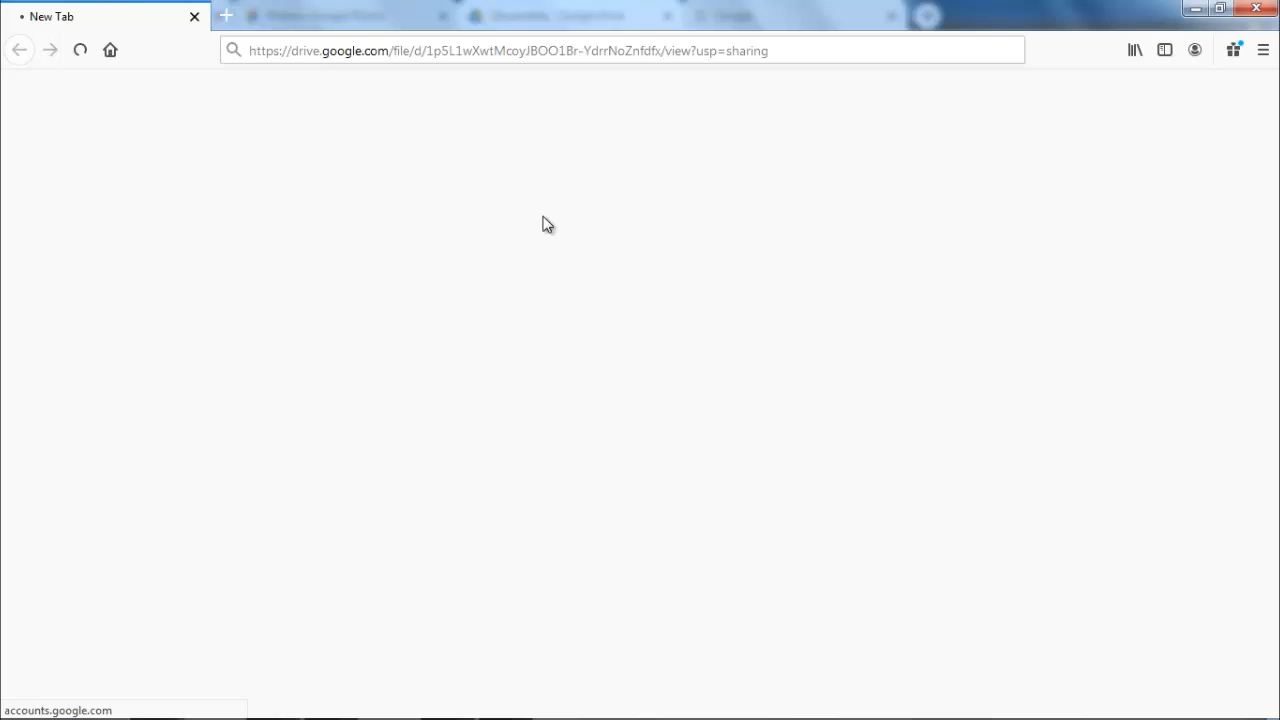 New Tab
https://drive.google.com/file/d/1p5L1wXwtMcoyJBOO1Br-YdrrNoZnfdfx/view?usp=sharing
accounts.google.com